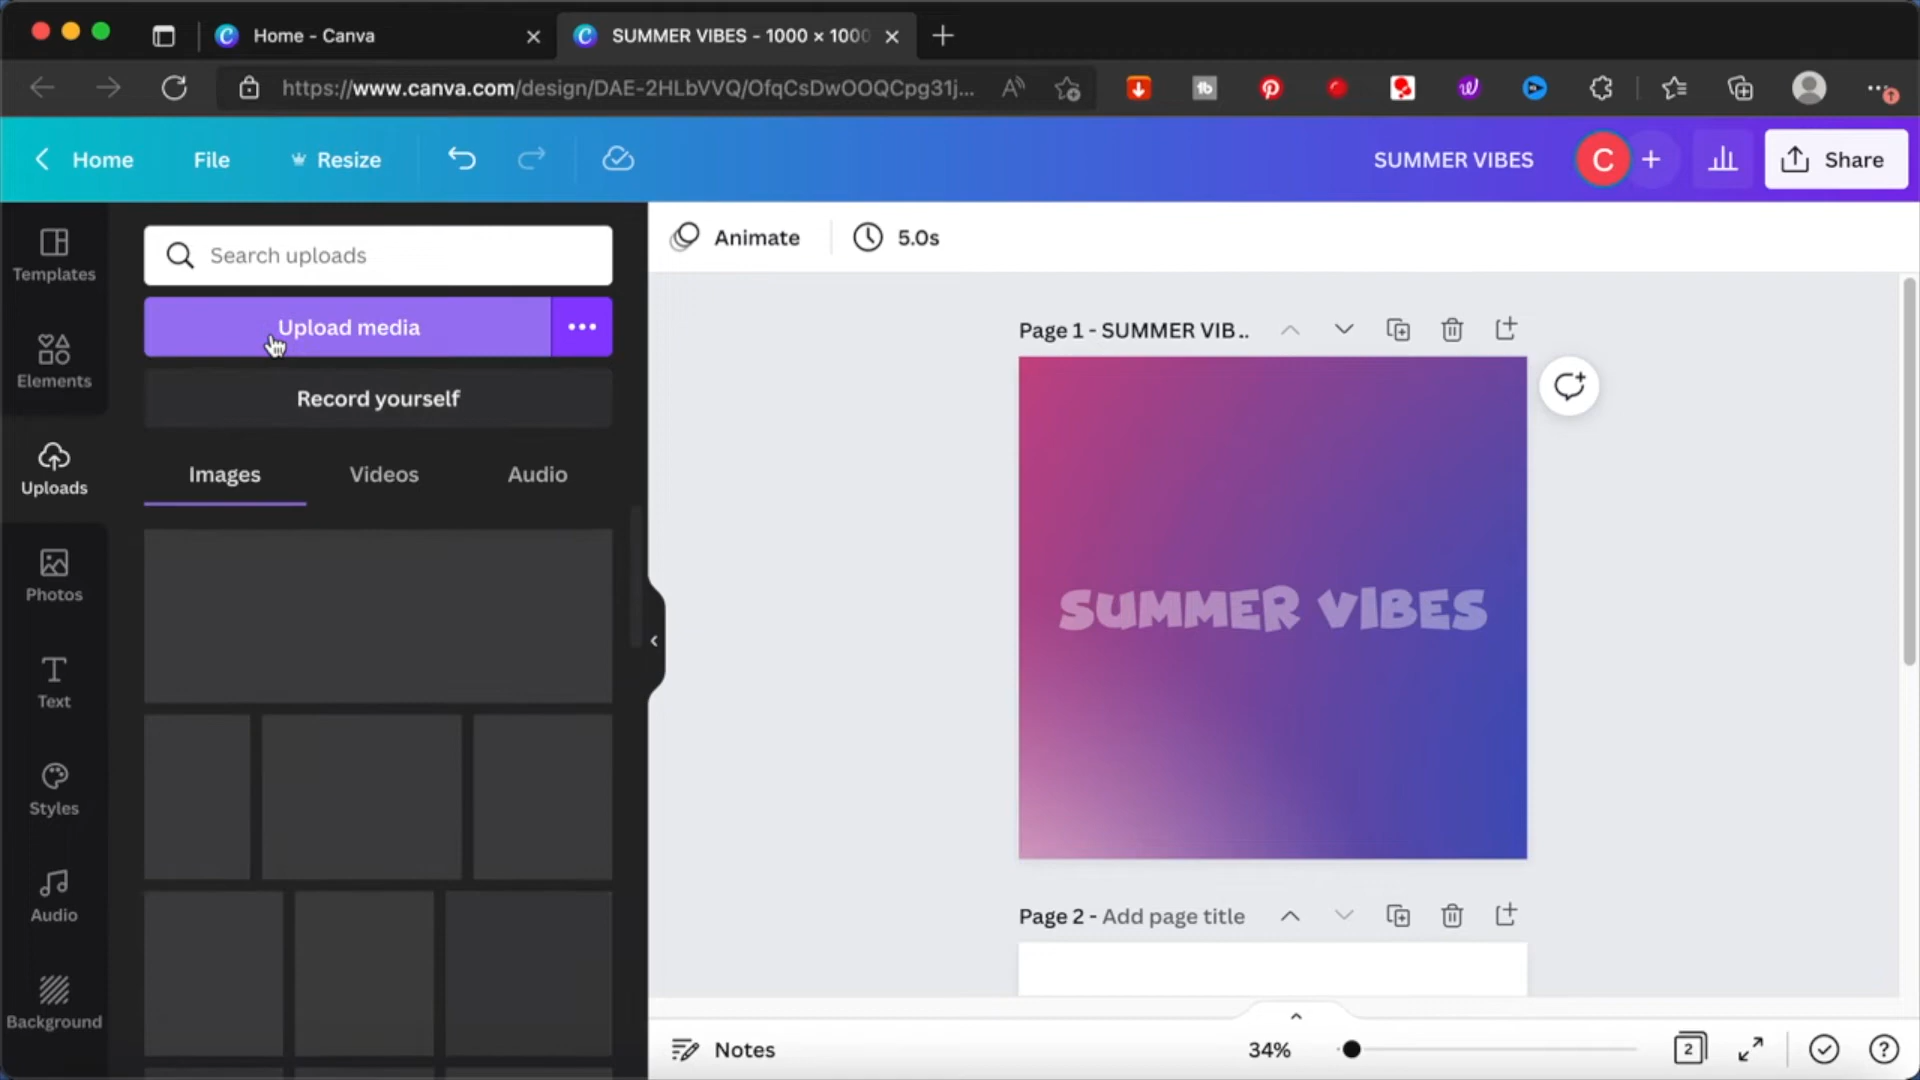 Home - Canva
SUMMER VIBES - 1000 × 1000
https://www.canva.com/design/DAE-2HLbVVQ/OfqCsDwOOQCpg31j...
Home
File
Resize
SUMMER VIBES
C
Share
Templates
Elements
Uploads
Photos
Text
Styles
Audio
Background
Search uploads
Upload media
Record yourself
Images
Videos
Audio
Animate
5.0s
Page 1 - SUMMER VIB...
SUMMER VIBES
Page 2 - Add page title
Notes
34%
2